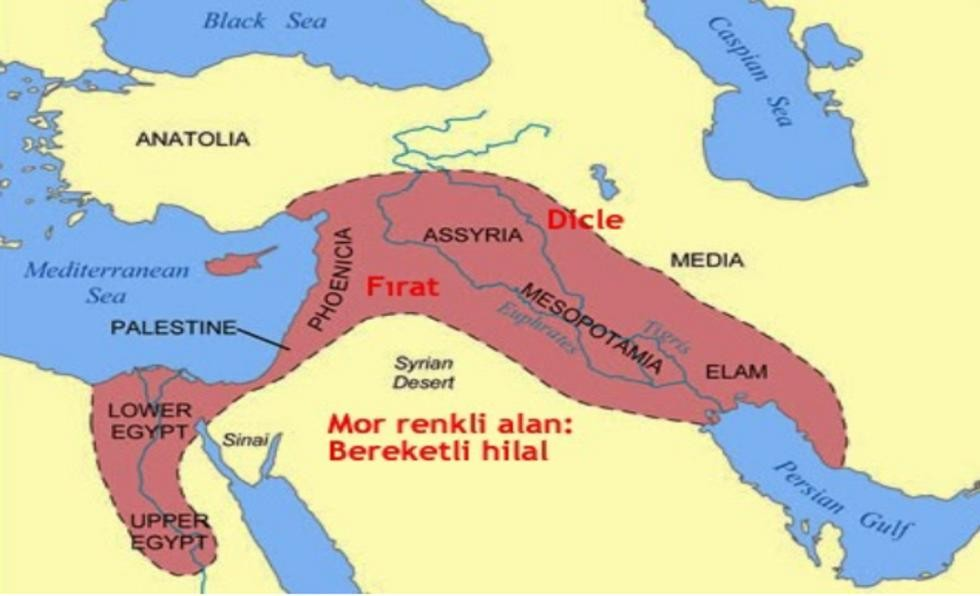 Black Sea
Caspian Sea
ANATOLIA
Dicle
ASSYRIA
MEDIA
Mediterranean
Sea
PHOENICIA
Fırat
MESOPOTAMIA
Euphrates
Tigris
PALESTINE
ELAM
Syrian
Desert
LOWER
EGYPT
Sinai
Mor renkli alan:
Bereketli hilal
Persian Gulf
UPPER
EGYPT